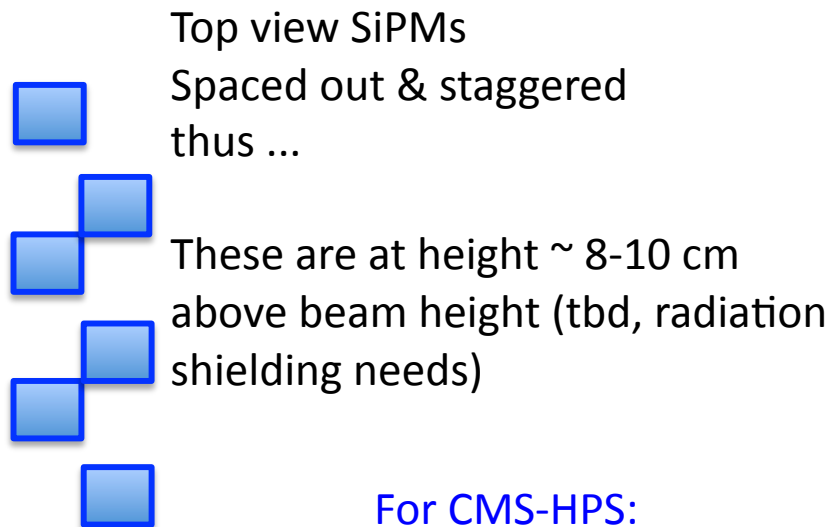 Top view SiPMs
Spaced out & staggered
thus ...
These are at height ~ 8-10 cm
above beam height (tbd, radiation
shielding needs)
For CMS-HPS: